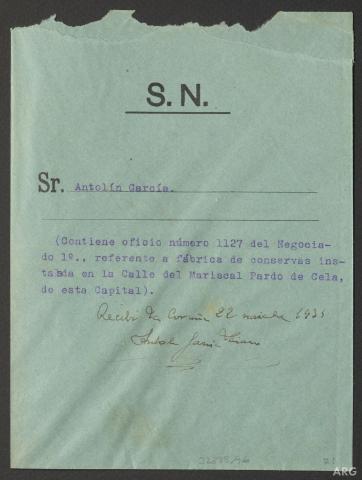 S. N.
Sr. Antolín García.
(Contiene oficio número 1127 del Negocia-
do 1º., referente a fábrica de conservas ins-
talada en la Calle del Mariscal Pardo de Cela,
de esta Capital).
Recibí La Coruña 22 1935
García
ARG